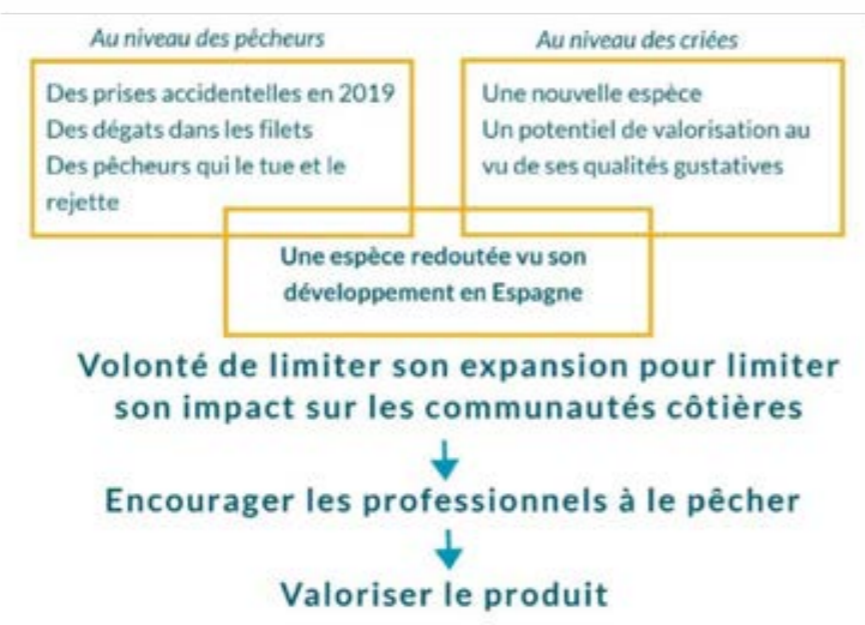 Au niveau des pêcheurs
Des prises accidentelles en 2019
Des dégats dans les filets
Des pêcheurs qui le tue et le
rejette
Au niveau des criées
Une nouvelle espèce
Un potentiel de valorisation au
vu de ses qualités gustatives
Une espèce redoutée vu son
développement en Espagne
Volonté de limiter son expansion pour limiter
son impact sur les communautés côtières
Encourager les professionnels à le pêcher
Valoriser le produit